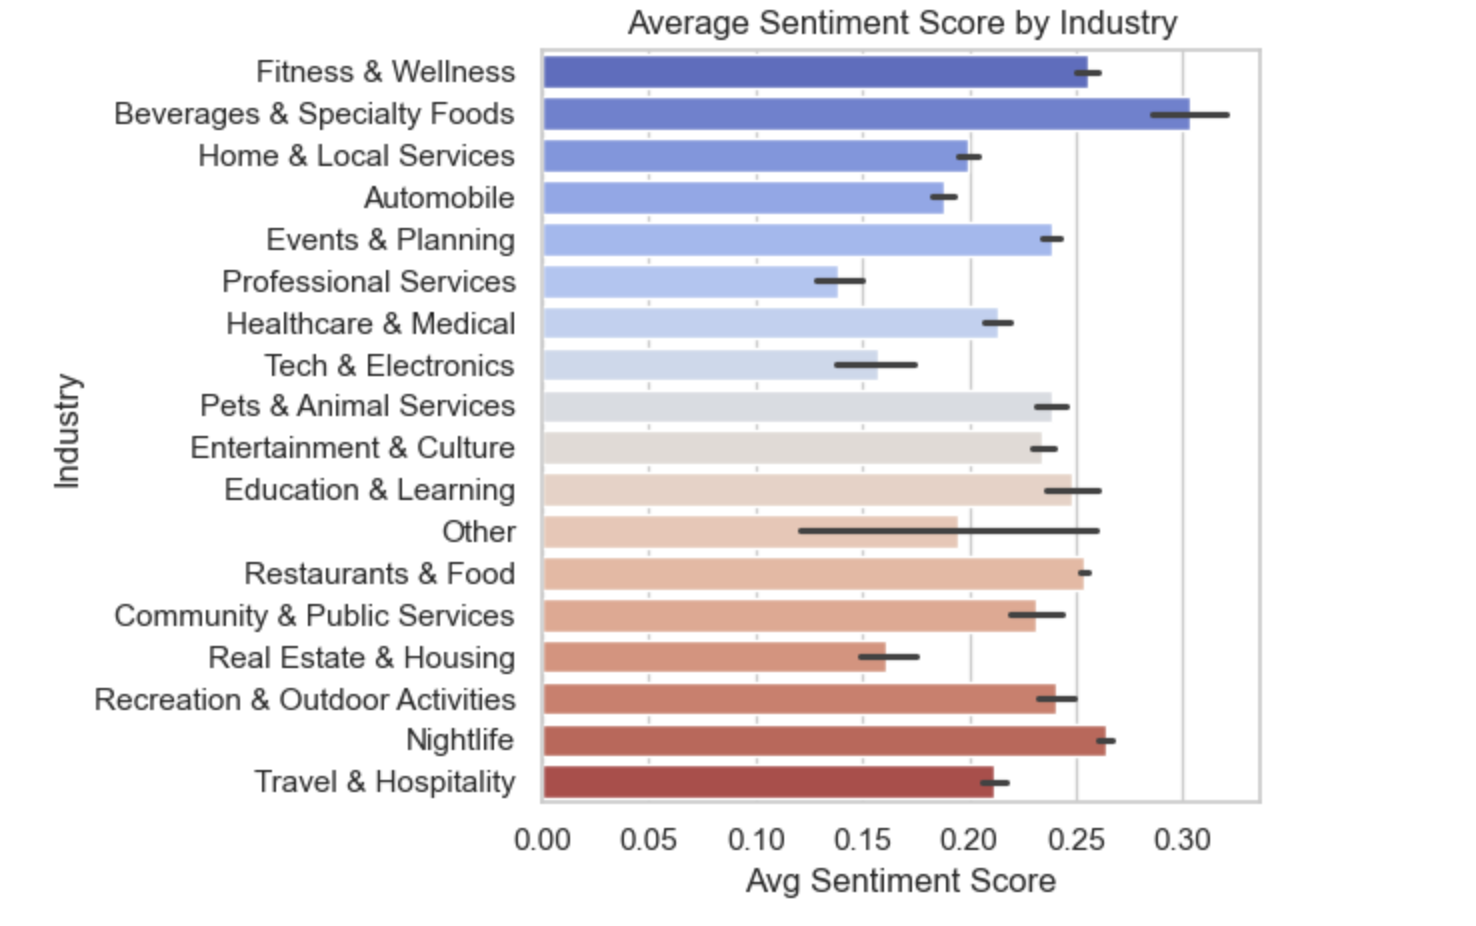 Average Sentiment Score by Industry
Fitness & Wellness
Beverages & Specialty Foods
Home & Local Services
Automobile
Events & Planning
Professional Services
Healthcare & Medical
Tech & Electronics
Pets & Animal Services
Entertainment & Culture
Education & Learning
Other
Restaurants & Food
Community & Public Services
Real Estate & Housing
Recreation & Outdoor Activities
Nightlife
Travel & Hospitality
Industry
0.00 0.05 0.10 0.15 0.20 0.25 0.30
Avg Sentiment Score